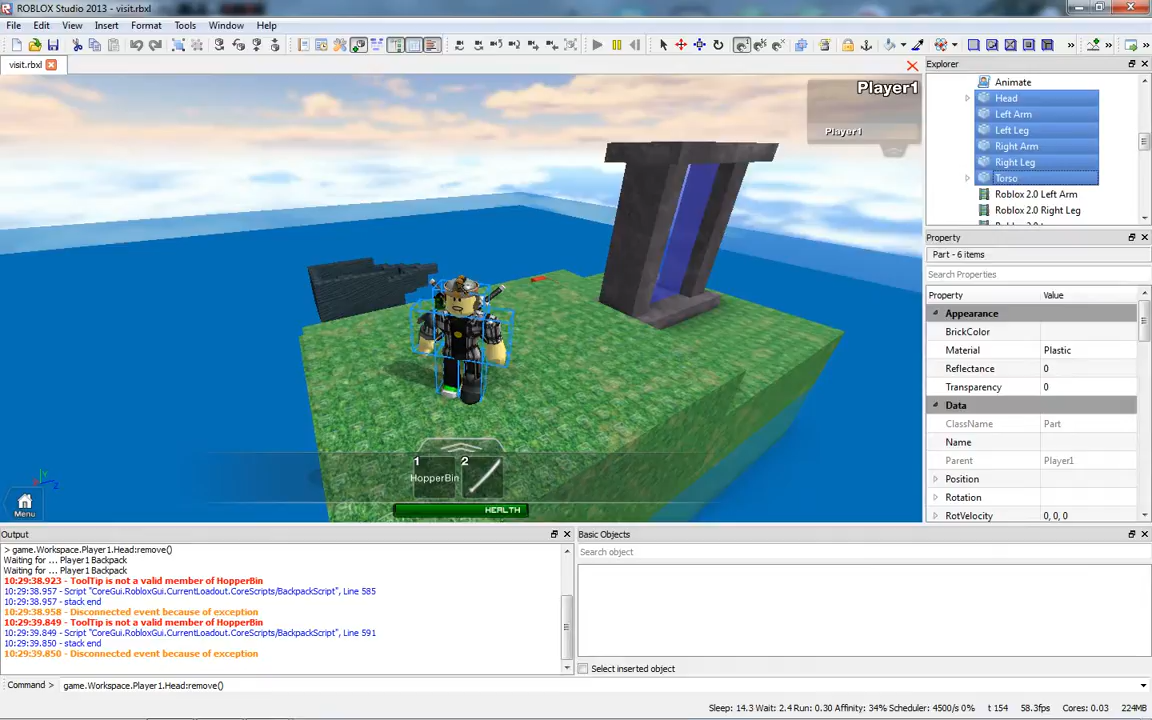 ROBLOX Studio 2013 - visit.rbxl
File Edit View Insert Format Tools Window Help
visit.rbxl
Player1
Player1
1
HopperBin
2
HEALTH
Menu
Explorer
Animate
Head
Left Arm
Left Leg
Right Arm
Right Leg
Torso
Roblox 2.0 Left Arm
Roblox 2.0 Right Leg
Property
Part - 6 items
Search Properties
Property Value
Appearance
BrickColor
Material Plastic
Reflectance 0
Transparency 0
Data
ClassName Part
Name
Parent Player1
Position
Rotation
RotVelocity 0, 0, 0
Output
> game.Workspace.Player1.Head:remove()
Waiting for ... Player1 Backpack
Waiting for ... Player1 Backpack
10:29:38.923 - ToolTip is not a valid member of HopperBin
10:29:38.957 - Script "CoreGui.RobloxGui.CurrentLoadout.CoreScripts/BackpackScript", Line 585
10:29:38.957 - stack end
10:29:38.958 - Disconnected event because of exception
10:29:39.849 - ToolTip is not a valid member of HopperBin
10:29:39.849 - Script "CoreGui.RobloxGui.CurrentLoadout.CoreScripts/BackpackScript", Line 591
10:29:39.850 - stack end
10:29:39.850 - Disconnected event because of exception
Basic Objects
Search object
Select inserted object
Command > game.Workspace.Player1.Head:remove()
Sleep: 14.3 Wait: 2.4 Run: 0.30 Affinity: 34% Scheduler: 4500/s 0% t 154 58.3fps Cores: 0.03 224MB